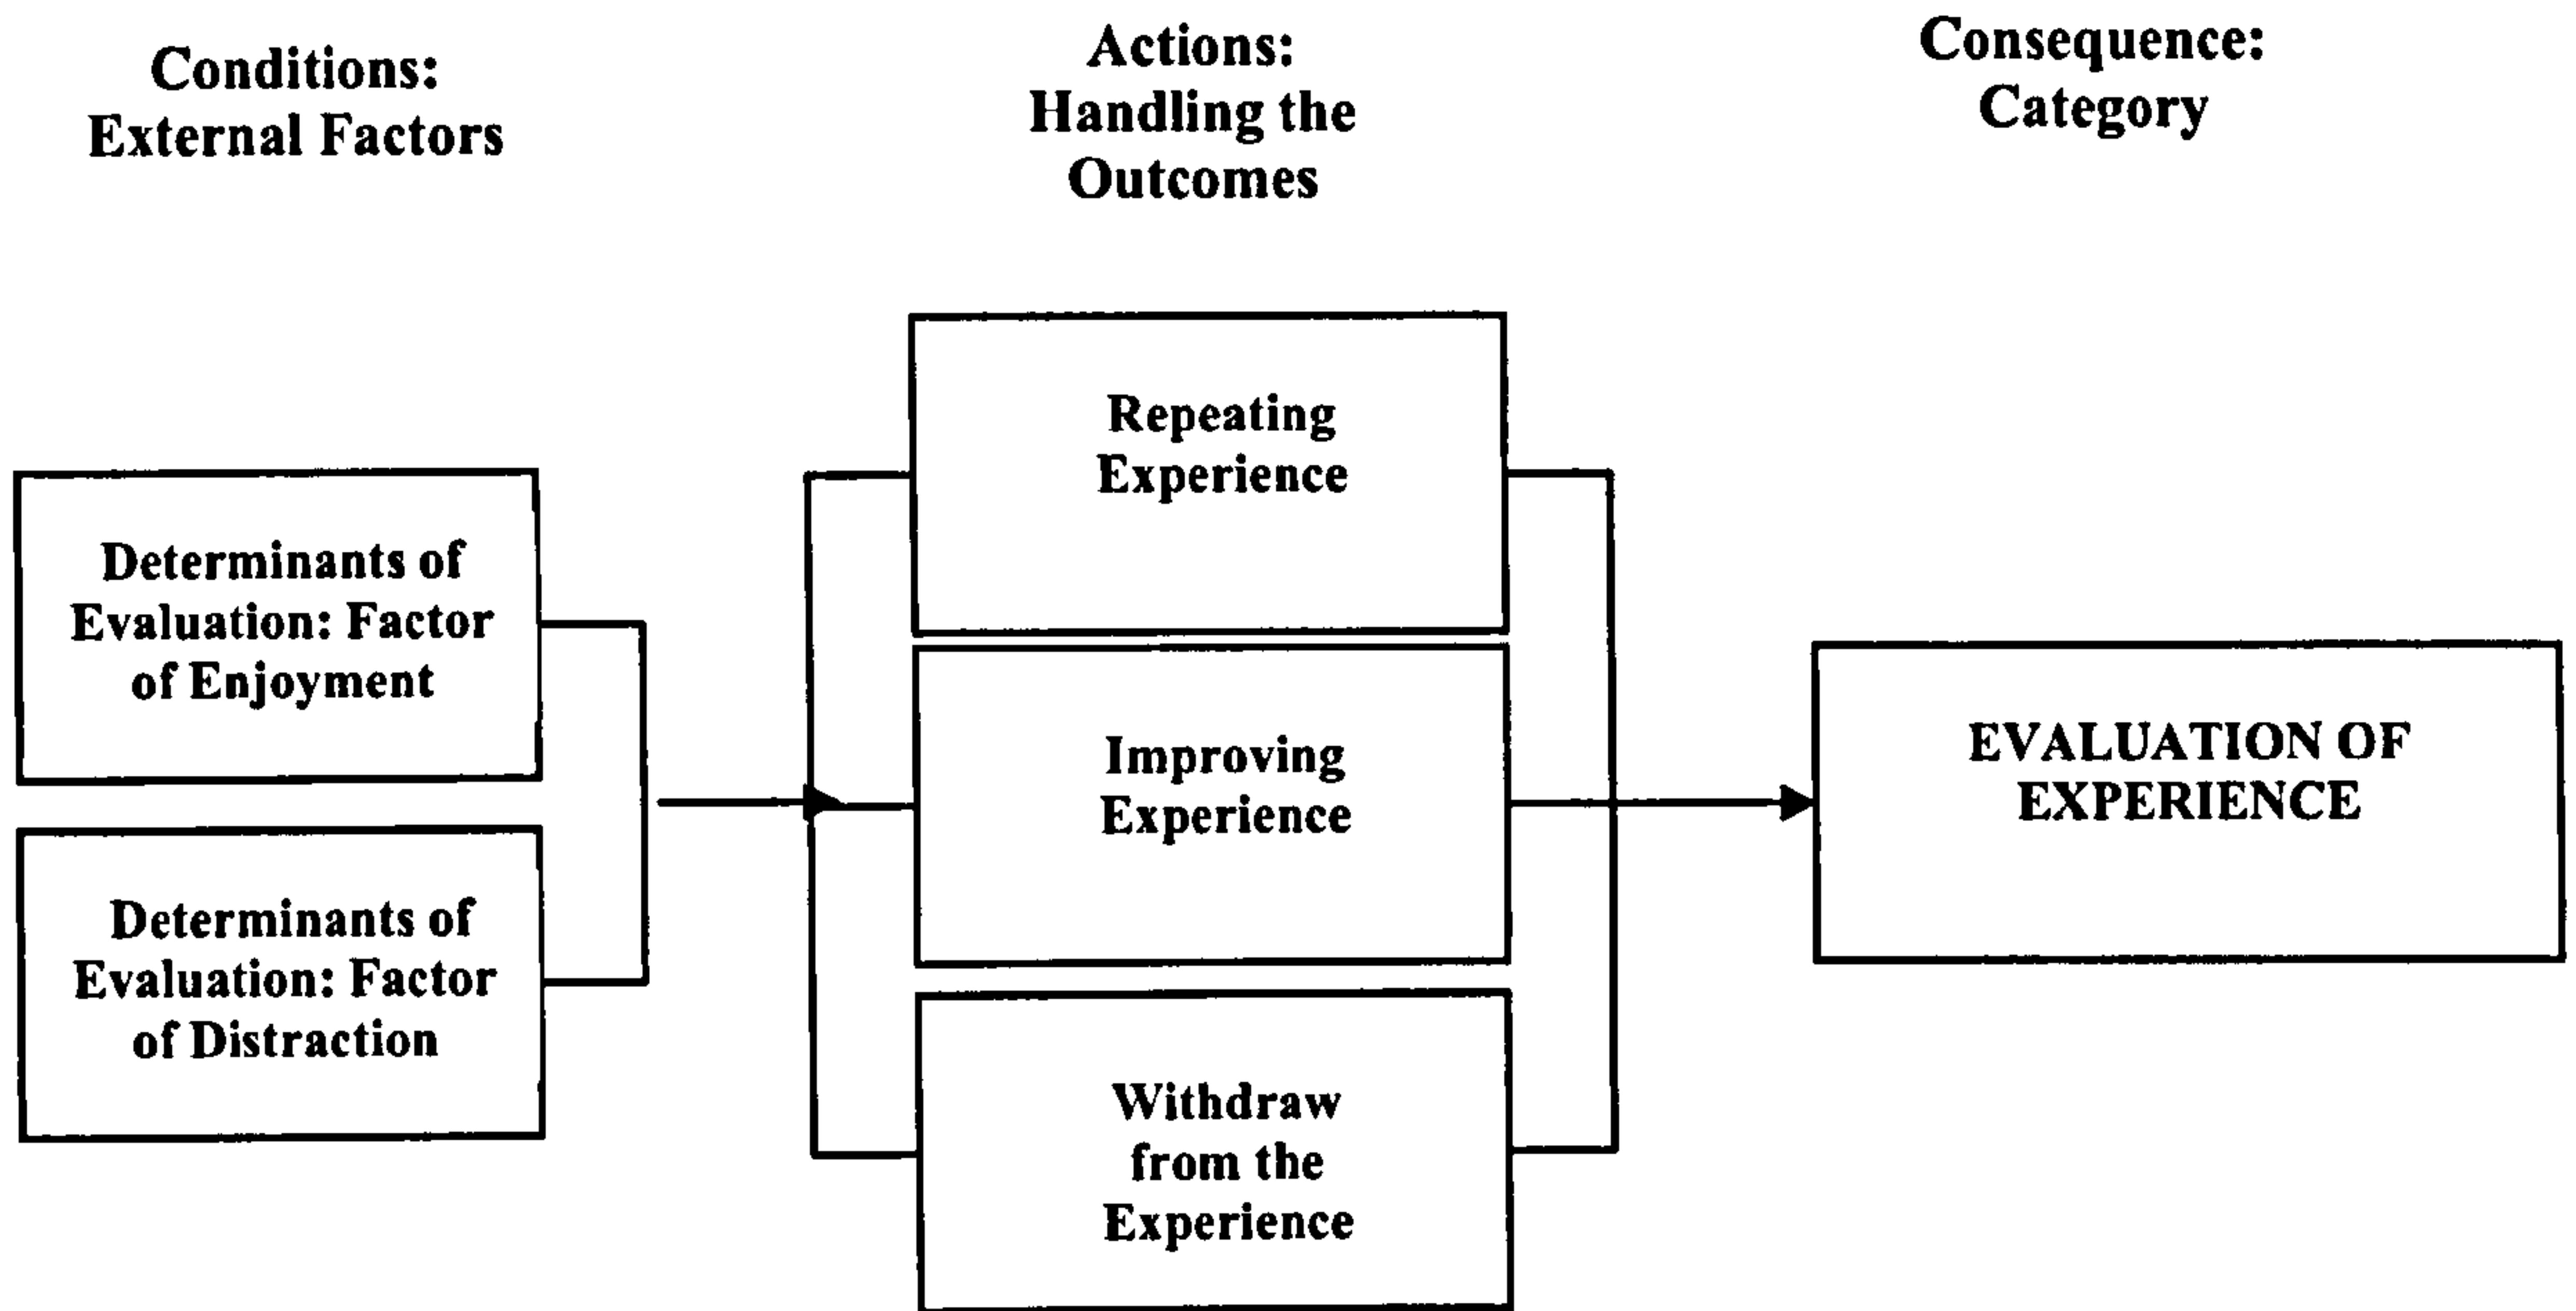 Conditions:
External Factors
Actions:
Handling the
Outcomes
Consequence:
Category
Determinants of
Evaluation: Factor
of Enjoyment
Determinants of
Evaluation: Factor
of Distraction
Repeating
Experience
Improving
Experience
Withdraw
from the
Experience
EVALUATION OF
EXPERIENCE